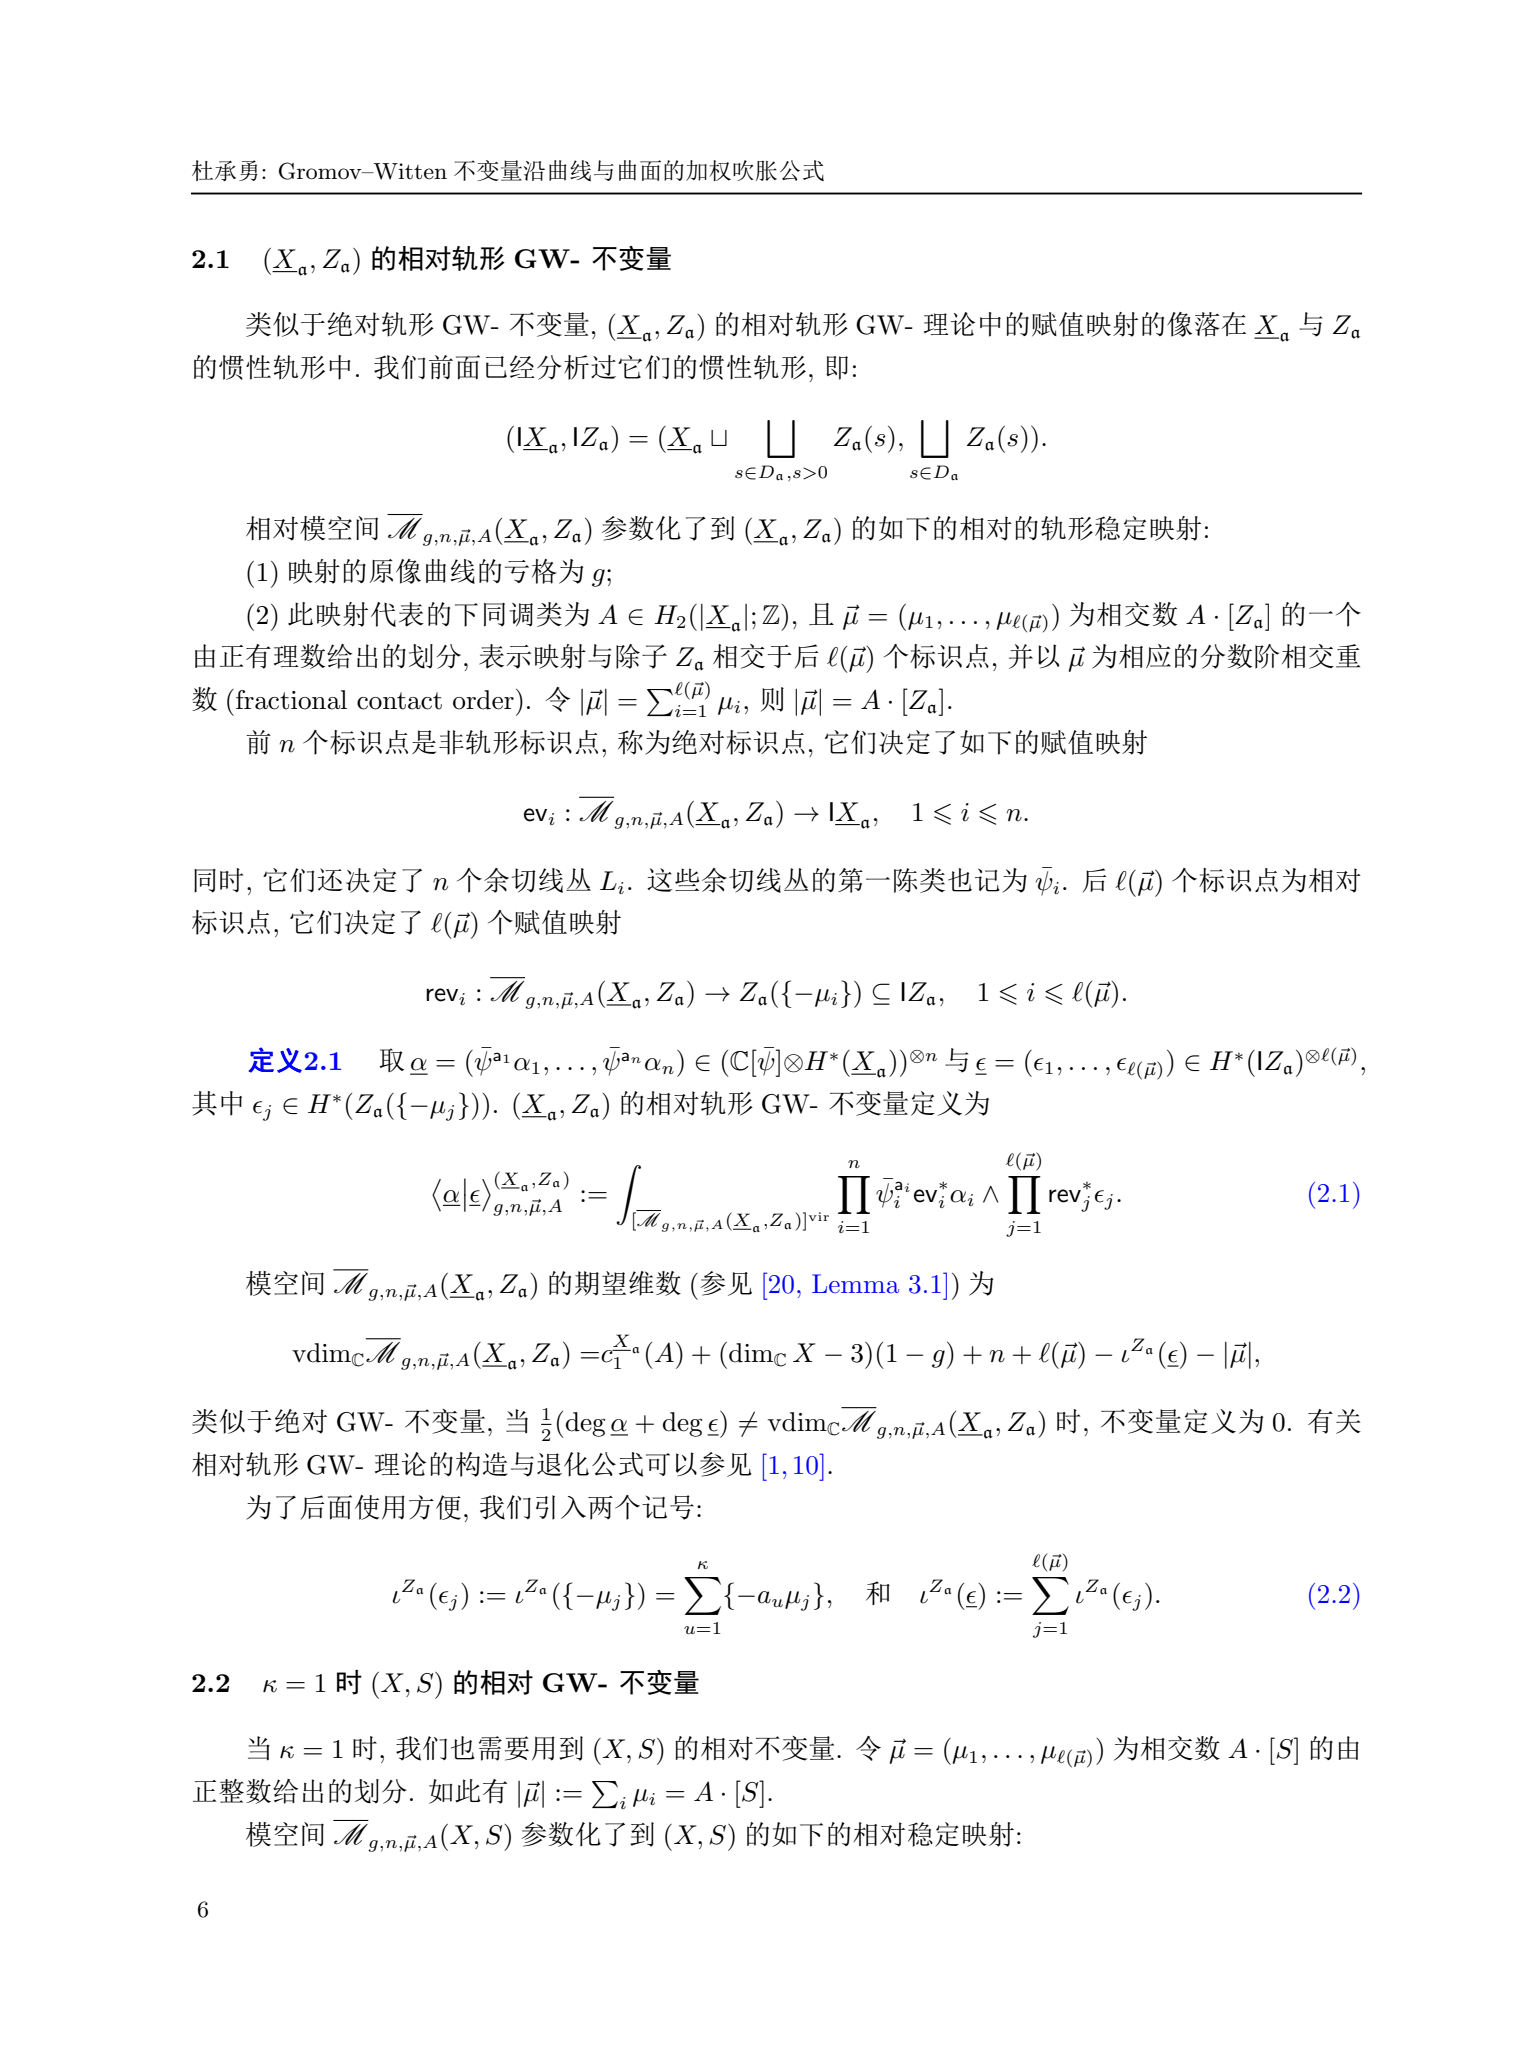 杜承勇: Gromov–Witten 不变量沿曲线与曲面的加权吹胀公式
2.1 (X̲_𝔞, Z_𝔞) 的相对轨形 GW- 不变量
类似于绝对轨形 GW- 不变量, (X̲_𝔞, Z_𝔞) 的相对轨形 GW- 理论中的赋值映射的像落在 X̲_𝔞 与 Z_𝔞
的惯性轨形中. 我们前面已经分析过它们的惯性轨形, 即:
(IX̲_𝔞, IZ_𝔞) = (X̲_𝔞 ⊔ ⨆_{s∈D_𝔞,s>0} Z_𝔞(s), ⨆_{s∈D_𝔞} Z_𝔞(s)).
相对模空间 \overline{ℳ}_{g,n,\vec{μ},A}(X̲_𝔞, Z_𝔞) 参数化了到 (X̲_𝔞, Z_𝔞) 的如下的相对的轨形稳定映射:
(1) 映射的原像曲线的亏格为 g;
(2) 此映射代表的下同调类为 A ∈ H_2(|X̲_𝔞|; ℤ), 且 \vec{μ} = (μ_1, . . . , μ_{ℓ(\vec{μ})}) 为相交数 A · [Z_𝔞] 的一个
由正有理数给出的划分, 表示映射与除子 Z_𝔞 相交于后 ℓ(\vec{μ}) 个标识点, 并以 \vec{μ} 为相应的分数阶相交重
数 (fractional contact order). 令 |\vec{μ}| = ∑_{i=1}^{ℓ(\vec{μ})} μ_i, 则 |\vec{μ}| = A · [Z_𝔞].
前 n 个标识点是非轨形标识点, 称为绝对标识点, 它们决定了如下的赋值映射
ev_i : \overline{ℳ}_{g,n,\vec{μ},A}(X̲_𝔞, Z_𝔞) → IX̲_𝔞, 1 ⩽ i ⩽ n.
同时, 它们还决定了 n 个余切线丛 L_i. 这些余切线丛的第一陈类也记为 \bar{ψ}_i. 后 ℓ(\vec{μ}) 个标识点为相对
标识点, 它们决定了 ℓ(\vec{μ}) 个赋值映射
rev_i : \overline{ℳ}_{g,n,\vec{μ},A}(X̲_𝔞, Z_𝔞) → Z_𝔞({−μ_i}) ⊆ IZ_𝔞, 1 ⩽ i ⩽ ℓ(\vec{μ}).
定义2.1 取 α̲ = (\bar{ψ}^{a_1}α_1, . . . , \bar{ψ}^{a_n}α_n) ∈ (ℂ[\bar{ψ}]⊗H^*(X̲_𝔞))^{⊗n} 与 ϵ̲ = (ϵ_1, . . . , ϵ_{ℓ(\vec{μ})}) ∈ H^*(IZ_𝔞)^{⊗ℓ(\vec{μ})},
其中 ϵ_j ∈ H^*(Z_𝔞({−μ_j})). (X̲_𝔞, Z_𝔞) 的相对轨形 GW- 不变量定义为
⟨α̲|ϵ̲⟩^{(X̲_𝔞,Z_𝔞)}_{g,n,\vec{μ},A} := ∫_{[\overline{ℳ}_{g,n,\vec{μ},A}(X̲_𝔞,Z_𝔞)]^{vir}} ∏_{i=1}^{n} \bar{ψ}_i^{a_i} ev_i^* α_i ∧ ∏_{j=1}^{ℓ(\vec{μ})} rev_j^* ϵ_j. (2.1)
模空间 \overline{ℳ}_{g,n,\vec{μ},A}(X̲_𝔞, Z_𝔞) 的期望维数 (参见 [20, Lemma 3.1]) 为
vdim_ℂ \overline{ℳ}_{g,n,\vec{μ},A}(X̲_𝔞, Z_𝔞) =c_1^{X̲_𝔞}(A) + (dim_ℂ X − 3)(1 − g) + n + ℓ(\vec{μ}) − ι^{Z_𝔞}(ϵ̲) − |\vec{μ}|,
类似于绝对 GW- 不变量, 当 \frac{1}{2}(deg α̲ + deg ϵ̲) ≠ vdim_ℂ \overline{ℳ}_{g,n,\vec{μ},A}(X̲_𝔞, Z_𝔞) 时, 不变量定义为 0. 有关
相对轨形 GW- 理论的构造与退化公式可以参见 [1, 10].
为了后面使用方便, 我们引入两个记号:
ι^{Z_𝔞}(ϵ_j) := ι^{Z_𝔞}({−μ_j}) = ∑_{u=1}^{κ} {−a_u μ_j}, 和 ι^{Z_𝔞}(ϵ̲) := ∑_{j=1}^{ℓ(\vec{μ})} ι^{Z_𝔞}(ϵ_j). (2.2)
2.2 κ = 1 时 (X, S) 的相对 GW- 不变量
当 κ = 1 时, 我们也需要用到 (X, S) 的相对不变量. 令 \vec{μ} = (μ_1, . . . , μ_{ℓ(\vec{μ})}) 为相交数 A · [S] 的由
正整数给出的划分. 如此有 |\vec{μ}| := ∑_i μ_i = A · [S].
模空间 \overline{ℳ}_{g,n,\vec{μ},A}(X, S) 参数化了到 (X, S) 的如下的相对稳定映射:
6